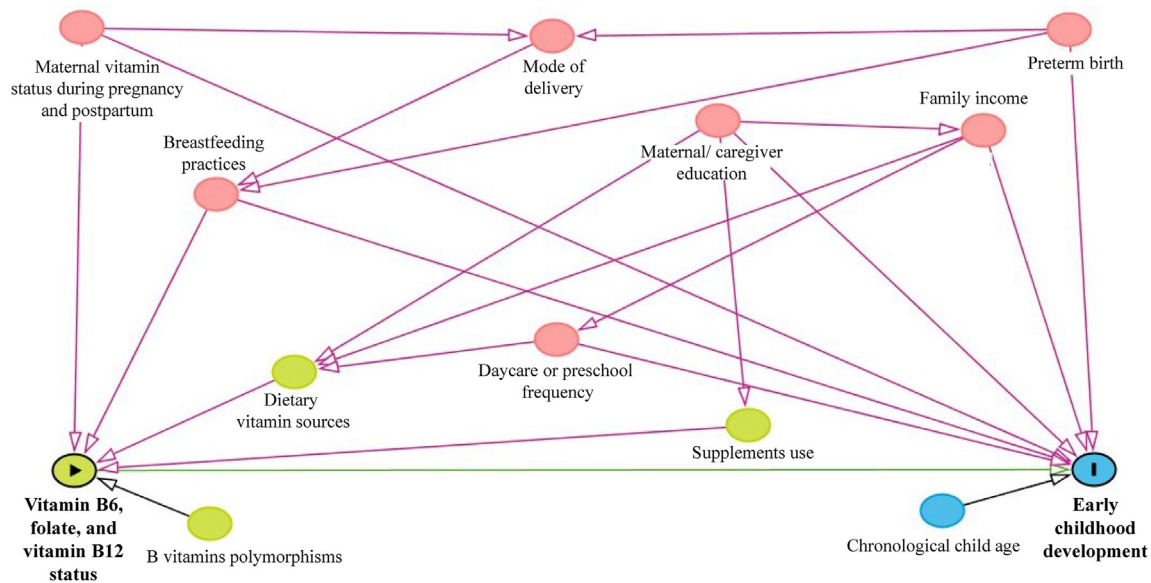 Maternal vitamin
status during pregnancy
and postpartum
Mode of
delivery
Preterm birth
Family income
Breastfeeding
practices
Maternal/ caregiver
education
Daycare or preschool
frequency
Dietary
vitamin sources
Supplements use
Vitamin B6,
folate, and
vitamin B12
status
B vitamins polymorphisms
Chronological child age
Early
childhood
development